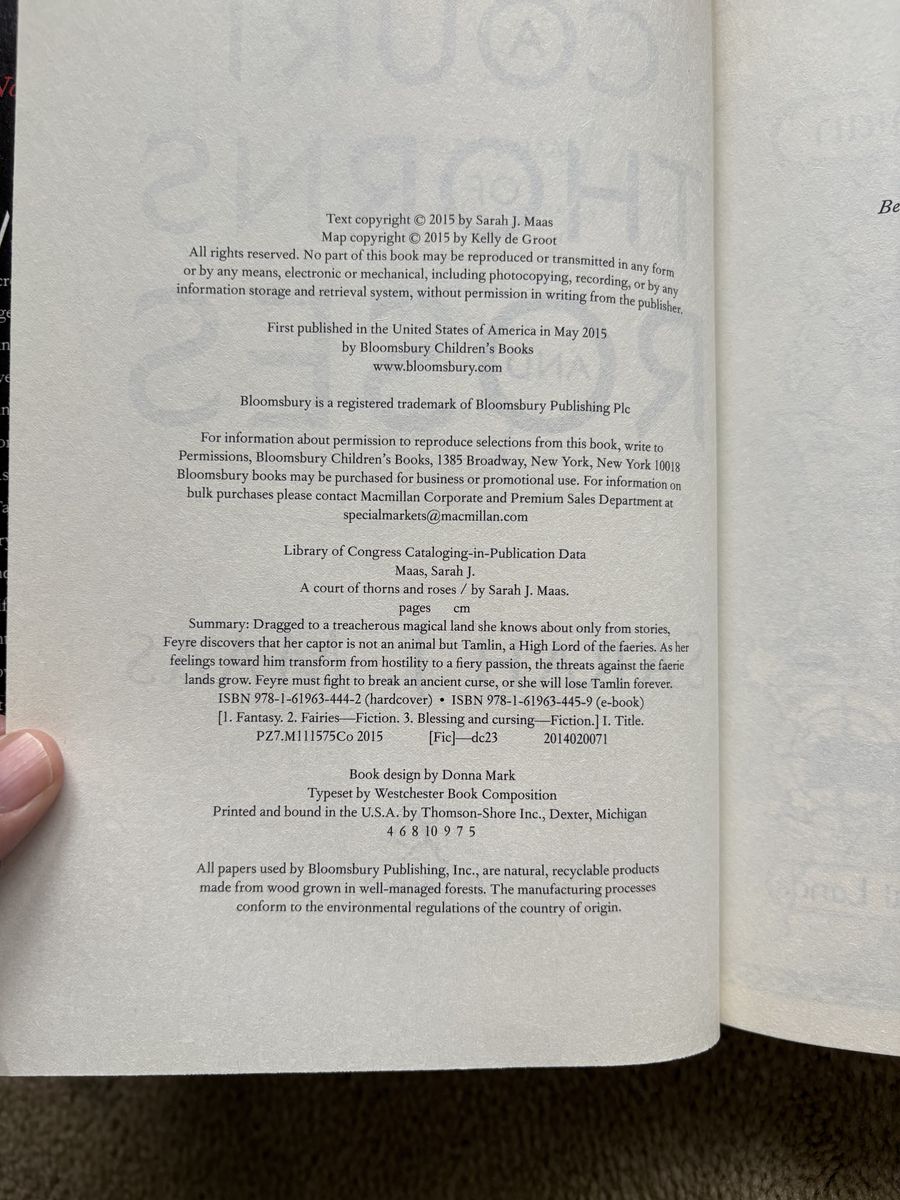 Text copyright © 2015 by Sarah J. Maas
Map copyright © 2015 by Kelly de Groot
All rights reserved. No part of this book may be reproduced or transmitted in any form
or by any means, electronic or mechanical, including photocopying, recording, or by any
information storage and retrieval system, without permission in writing from the publisher.
First published in the United States of America in May 2015
by Bloomsbury Children's Books
www.bloomsbury.com
Bloomsbury is a registered trademark of Bloomsbury Publishing Plc
For information about permission to reproduce selections from this book, write to
Permissions, Bloomsbury Children's Books, 1385 Broadway, New York, New York 10018
Bloomsbury books may be purchased for business or promotional use. For information on
bulk purchases please contact Macmillan Corporate and Premium Sales Department at
specialmarkets@macmillan.com
Library of Congress Cataloging-in-Publication Data
Maas, Sarah J.
A court of thorns and roses / by Sarah J. Maas.
pages cm
Summary: Dragged to a treacherous magical land she knows about only from stories,
Feyre discovers that her captor is not an animal but Tamlin, a High Lord of the faeries. As her
feelings toward him transform from hostility to a fiery passion, the threats against the faerie
lands grow. Feyre must fight to break an ancient curse, or she will lose Tamlin forever.
ISBN 978-1-61963-444-2 (hardcover) • ISBN 978-1-61963-445-9 (e-book)
[1. Fantasy. 2. Fairies—Fiction. 3. Blessing and cursing—Fiction.] I. Title.
PZ7.M111575Co 2015 [Fic]—dc23 2014020071
Book design by Donna Mark
Typeset by Westchester Book Composition
Printed and bound in the U.S.A. by Thomson-Shore Inc., Dexter, Michigan
4 6 8 10 9 7 5
All papers used by Bloomsbury Publishing, Inc., are natural, recyclable products
made from wood grown in well-managed forests. The manufacturing processes
conform to the environmental regulations of the country of origin.
Be